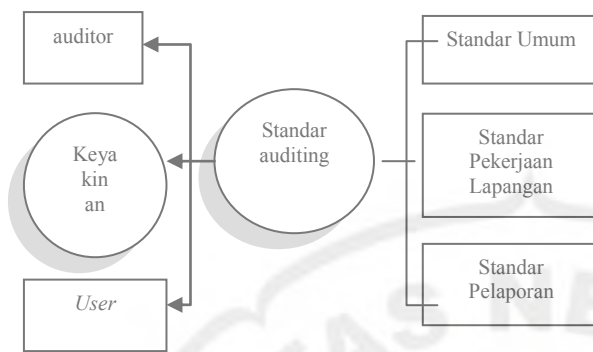 auditor
Keya
kin
an
User
Standar
auditing
Standar Umum
Standar
Pekerjaan
Lapangan
Standar
Pelaporan